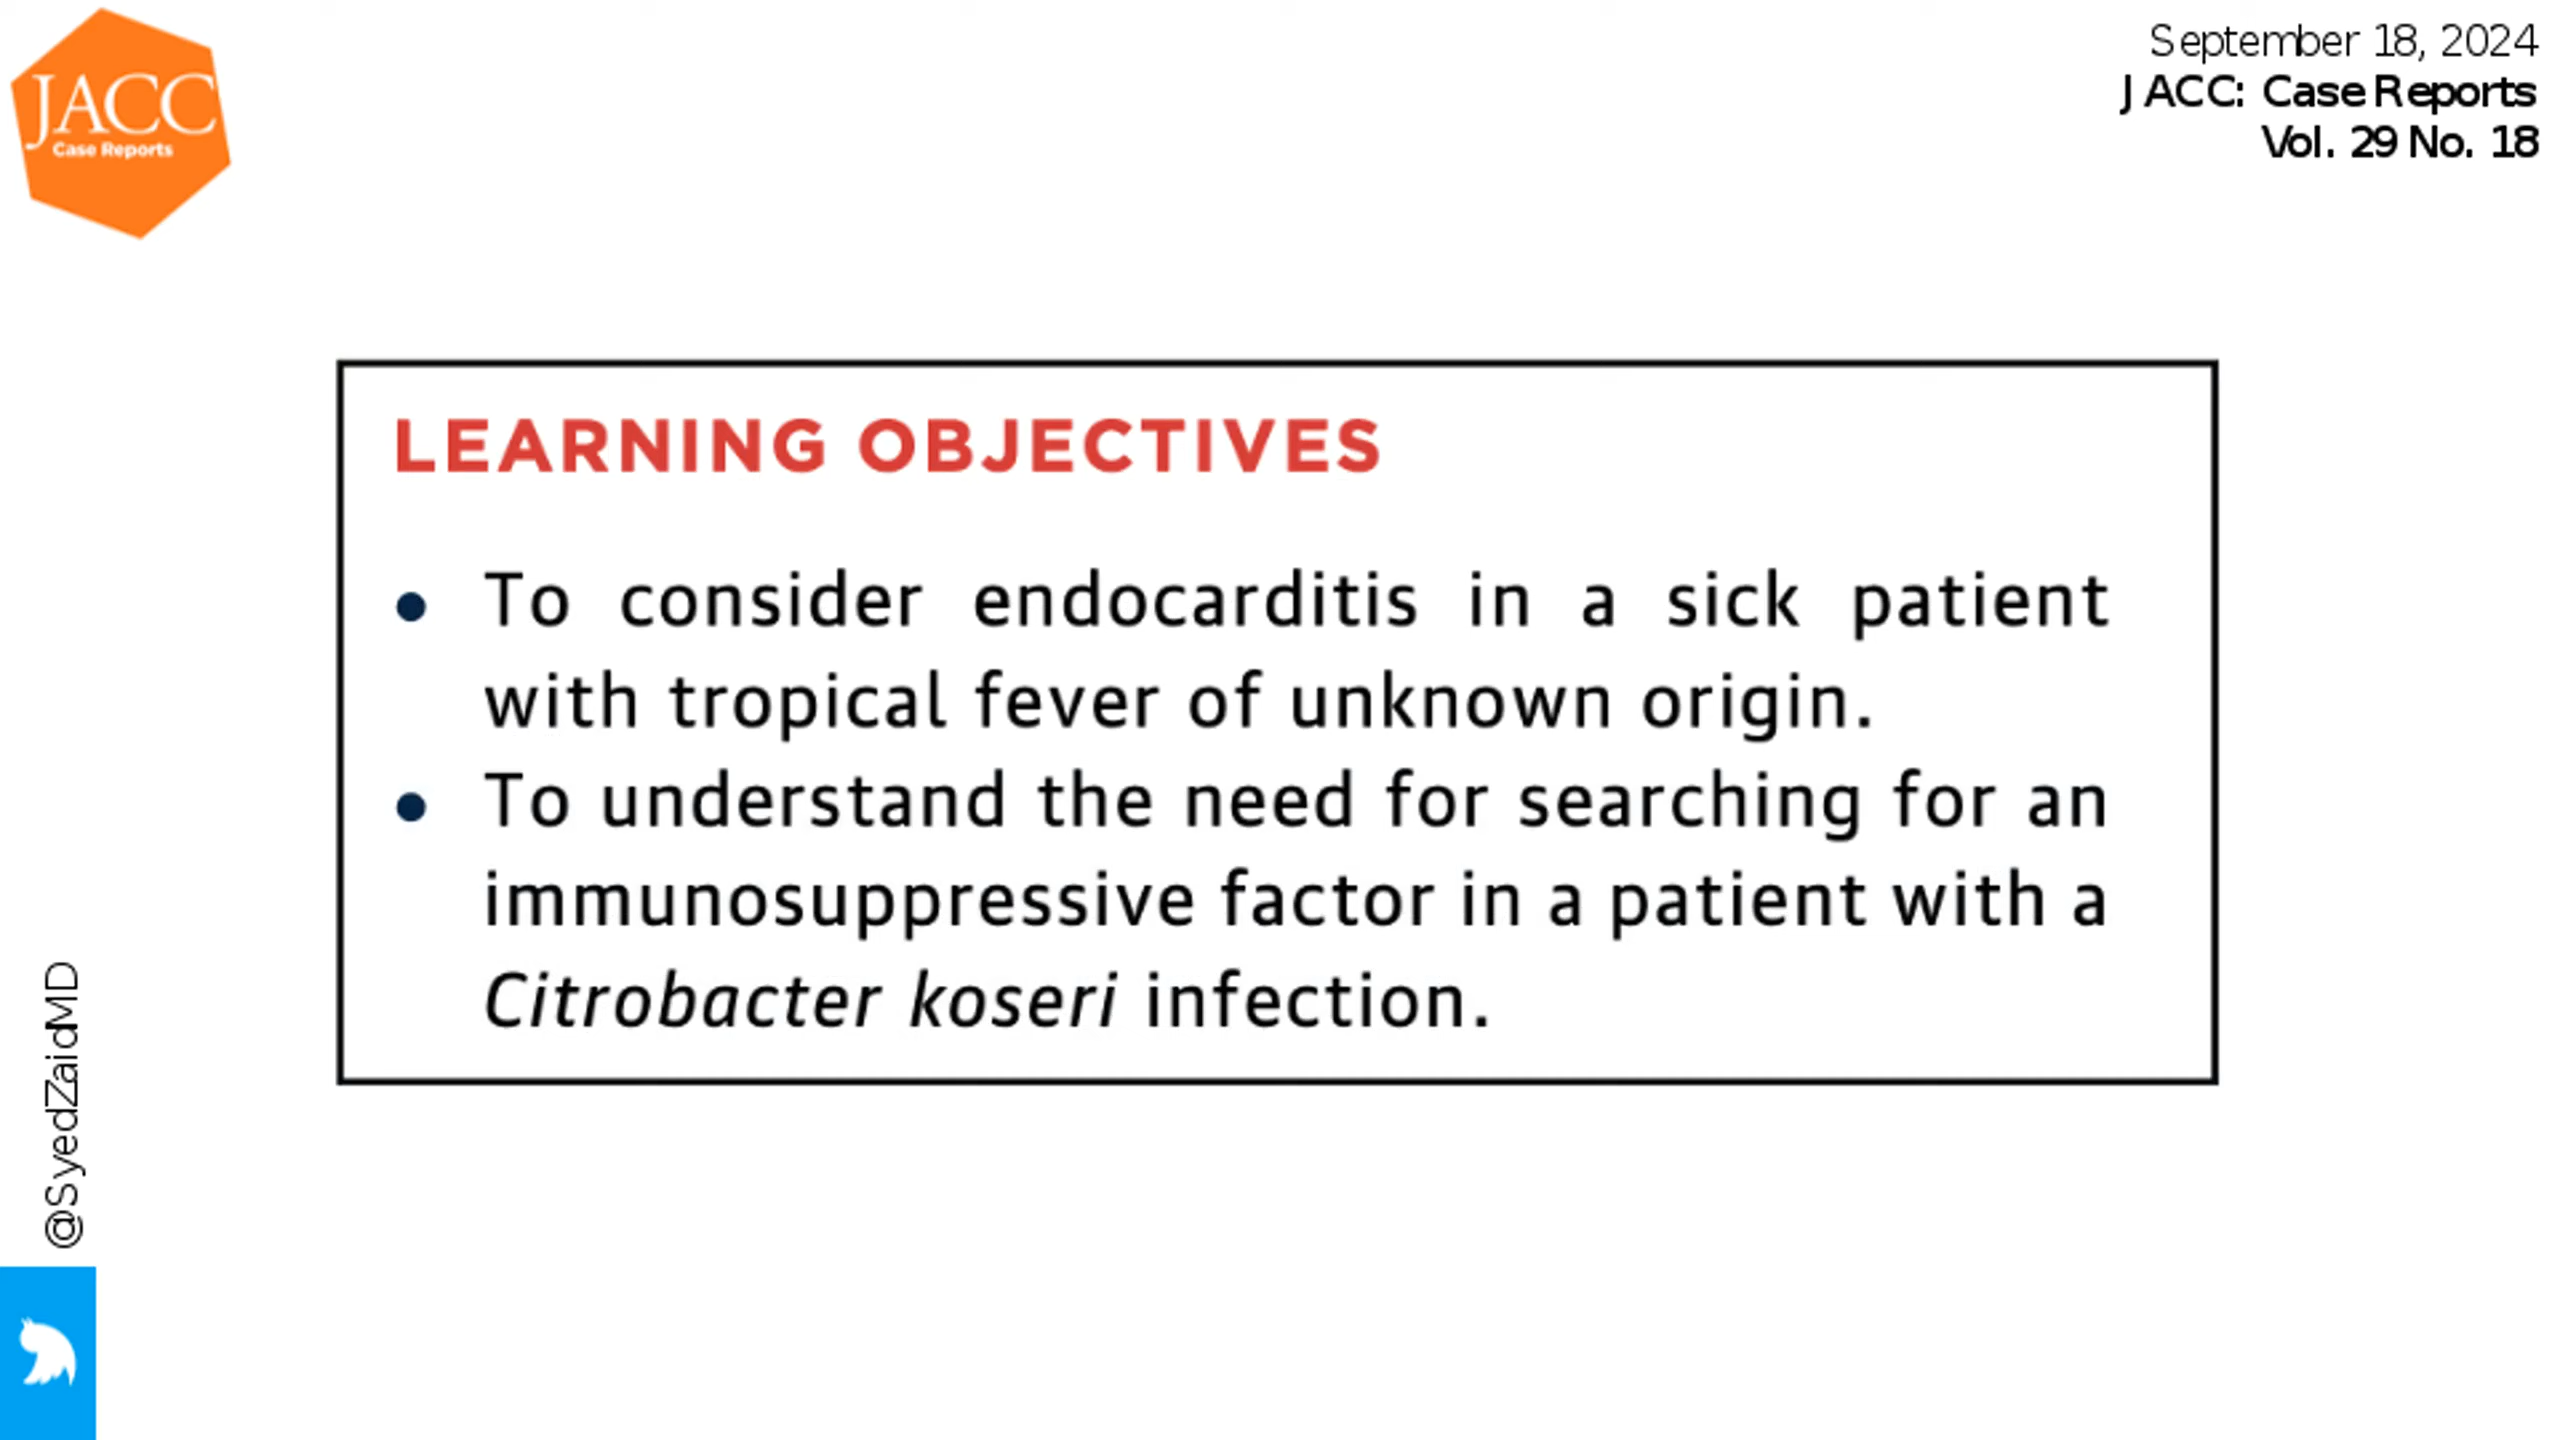 JACC
Case Reports
September 18, 2024
JACC: Case Reports
Vol. 29 No. 18
LEARNING OBJECTIVES
• To consider endocarditis in a sick patient
with tropical fever of unknown origin.
• To understand the need for searching for an
immunosuppressive factor in a patient with a
Citrobacter koseri infection.
@SyedZaidMD